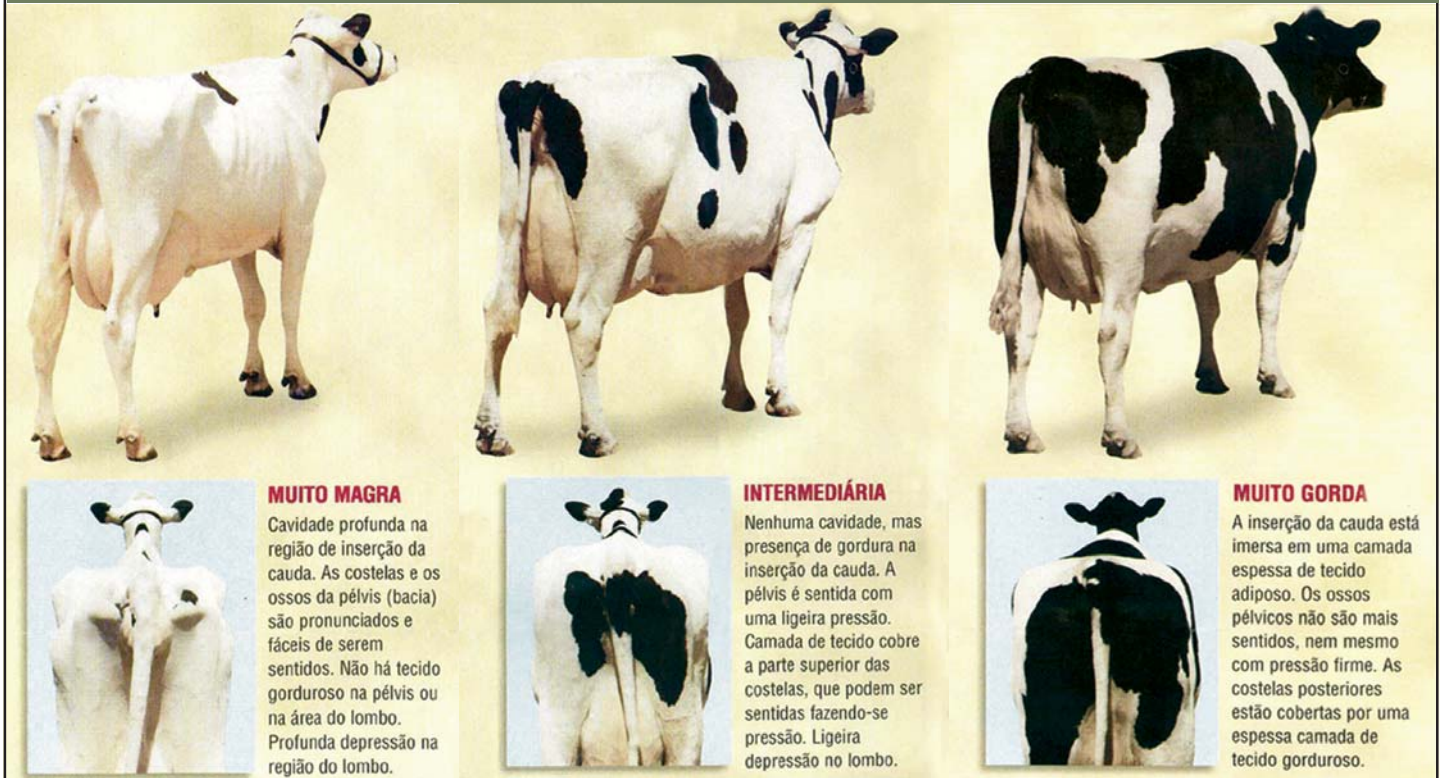 MUITO MAGRA
Cavidade profunda na
região de inserção da
cauda. As costelas e os
ossos da pélvis (bacia)
são pronunciados e
fáceis de serem
sentidos. Não há tecido
gorduroso na pélvis ou
na área do lombo.
Profunda depressão na
região do lombo.
INTERMEDIÁRIA
Nenhuma cavidade, mas
presença de gordura na
inserção da cauda. A
pélvis é sentida com
uma ligeira pressão.
Camada de tecido cobre
a parte superior das
costelas, que podem ser
sentidas fazendo-se
pressão. Ligeira
depressão no lombo.
MUITO GORDA
A inserção da cauda está
imersa em uma camada
espessa de tecido
adiposo. Os ossos
pélvicos não são mais
sentidos, nem mesmo
com pressão firme. As
costelas posteriores
estão cobertas por uma
espessa camada de
tecido gorduroso.